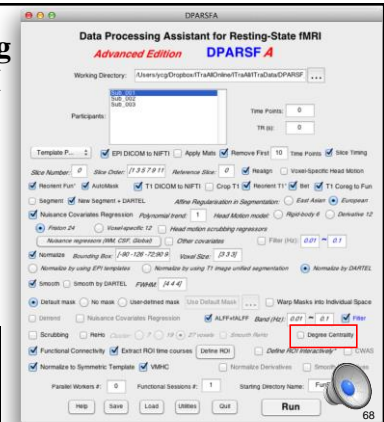 g
DPARSFA
Data Processing Assistant for Resting-State fMRI
Advanced Edition DPARSF A
Working Directory: /Users/ycg/Dropbox/ITraAllOnline/ITraAll/ITraData/DPARSF ...
Participants: Sub_001
Sub_002
Sub_003
Time Points: 0
TR (s): 0
Template P... EPI DICOM to NIFTI Apply Mats Remove First 10 Time Points Slice Timing
Slice Number: 0 Slice Order: [1 3 5 7 9 11 Reference Slice: 0 Realign Voxel-Specific Head Motion
Reorient Fun* AutoMask T1 DICOM to NIFTI Crop T1 Reorient T1* Bet T1 Coreg to Fun
Segment New Segment + DARTEL Affine Regularisation in Segmentation: East Asian European
Nuisance Covariates Regression Polynomial trend: 1 Head Motion model: Rigid-body 6 Derivative 12
Friston 24 Voxel-specific 12 Head motion scrubbing regressors
Nuisance regressors (WM, CSF, Global) Other covariates Filter (Hz): 0.01 ~ 0.1
Normalize Bounding Box: [-90 -126 -72;90 9 Voxel Size: [3 3 3]
Normalize by using EPI templates Normalize by using T1 image unified segmentation Normalize by DARTEL
Smooth Smooth by DARTEL FWHM: [4 4 4]
Default mask No mask User-defined mask Use Default Mask ... Warp Masks into Individual Space
Detrend Nuisance Covariates Regression ALFF+fALFF Band (Hz): 0.01 ~ 0.1 Filter
Scrubbing ReHo Cluster: 7 19 27 voxels Smooth ReHo Degree Centrality
Functional Connectivity Extract ROI time courses Define ROI Define ROI Interactively* CWAS
Normalize to Symmetric Template VMHC Normalize Derivatives Smooth
Parallel Workers #: 0 Functional Sessions #: 1 Starting Directory Name:
Help Save Load Utilities Quit Run
68